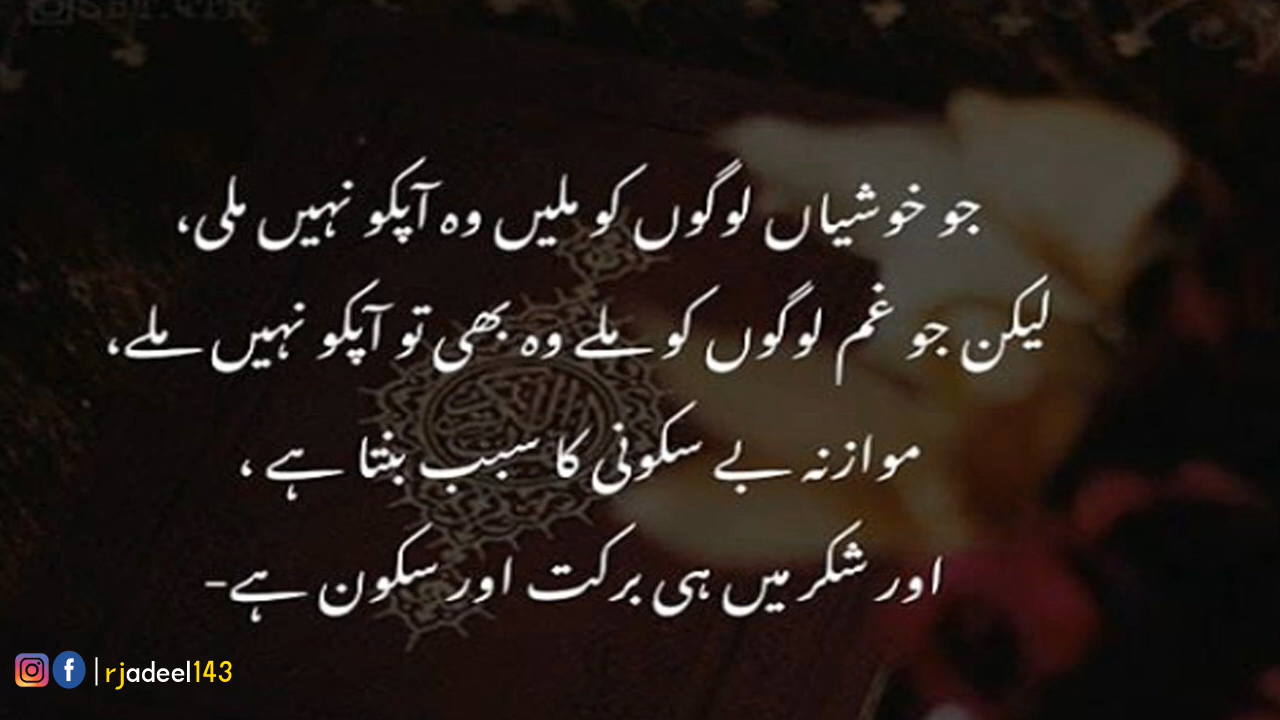 جو خوشیاں لوگوں کو ملیں وہ آپکو نہیں ملی،
لیکن جو غم لوگوں کو ملے وہ بھی تو آپکو نہیں ملے،
موازنہ بے سکونی کا سبب بنتا ہے،
اور شکر میں ہی برکت اور سکون ہے-
rjadeel143